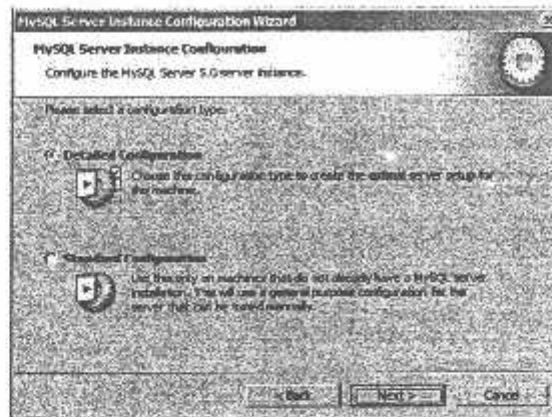 MySQL Server Instance Configuration Wizard
MySQL Server Instance Configuration
Configure the MySQL Server 5.0 server instance.
Please select a configuration type.
Detailed Configuration
Choose this configuration type to create the optimal server setup for
this machine.
Standard Configuration
Use this only on machines that do not already have a MySQL server
installation. This will use a general purpose configuration for the
server that can be tuned manually.
< Back
Next >
Cancel